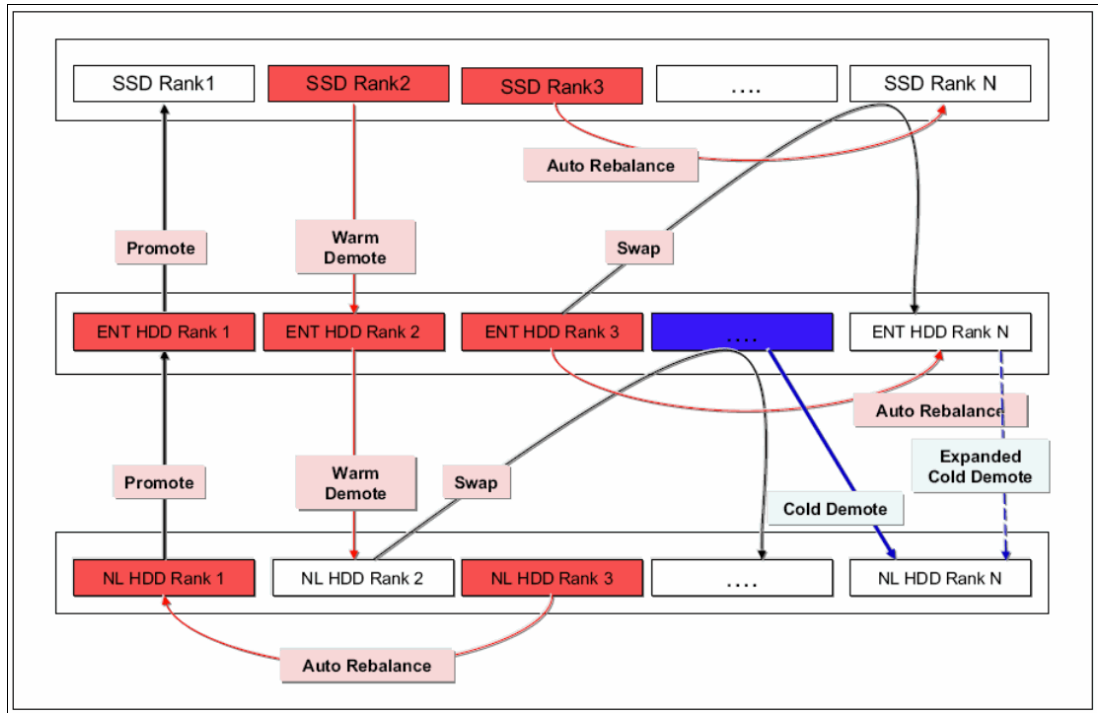 SSD Rank1
SSD Rank2
SSD Rank3
....
SSD Rank N
Auto Rebalance
Promote
Warm
Demote
Swap
ENT HDD Rank 1
ENT HDD Rank 2
ENT HDD Rank 3
....
ENT HDD Rank N
Auto Rebalance
Promote
Warm
Demote
Swap
Expanded
Cold Demote
Cold Demote
NL HDD Rank 1
NL HDD Rank 2
NL HDD Rank 3
....
NL HDD Rank N
Auto Rebalance